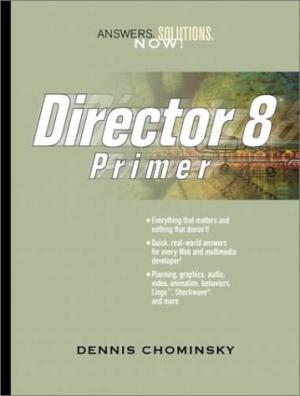 ANSWERS. SOLUTIONS.
NOW!
Director 8
Primer
• Everything that matters and
nothing that doesn't!
• Quick, real-world answers
for every Web and multimedia
developer!
• Planning, graphics, audio,
video, animation, behaviors,
Lingo™, Shockwave®,
and more
DENNIS CHOMINSKY